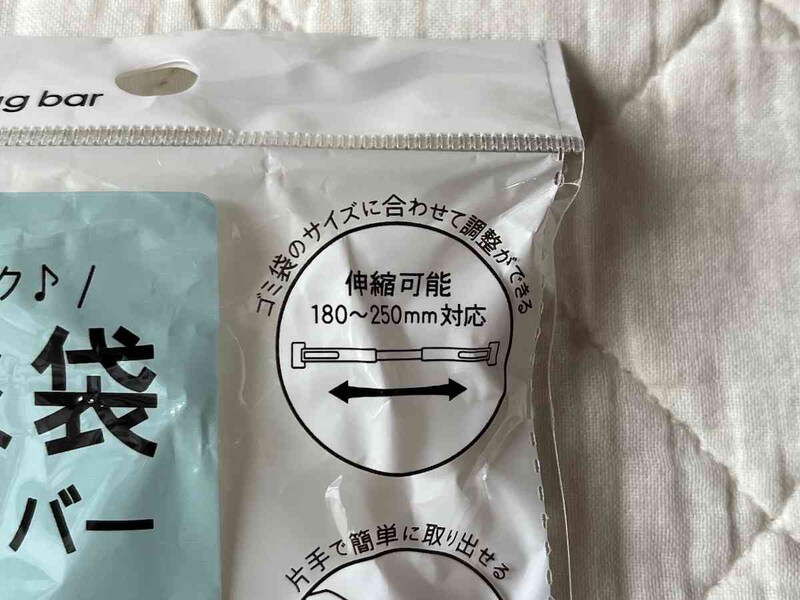 bar
ク♪/
袋
バー
ゴミ袋のサイズに合わせて調整ができる
伸縮可能
180～250mm対応
片手で簡単に取り出せる